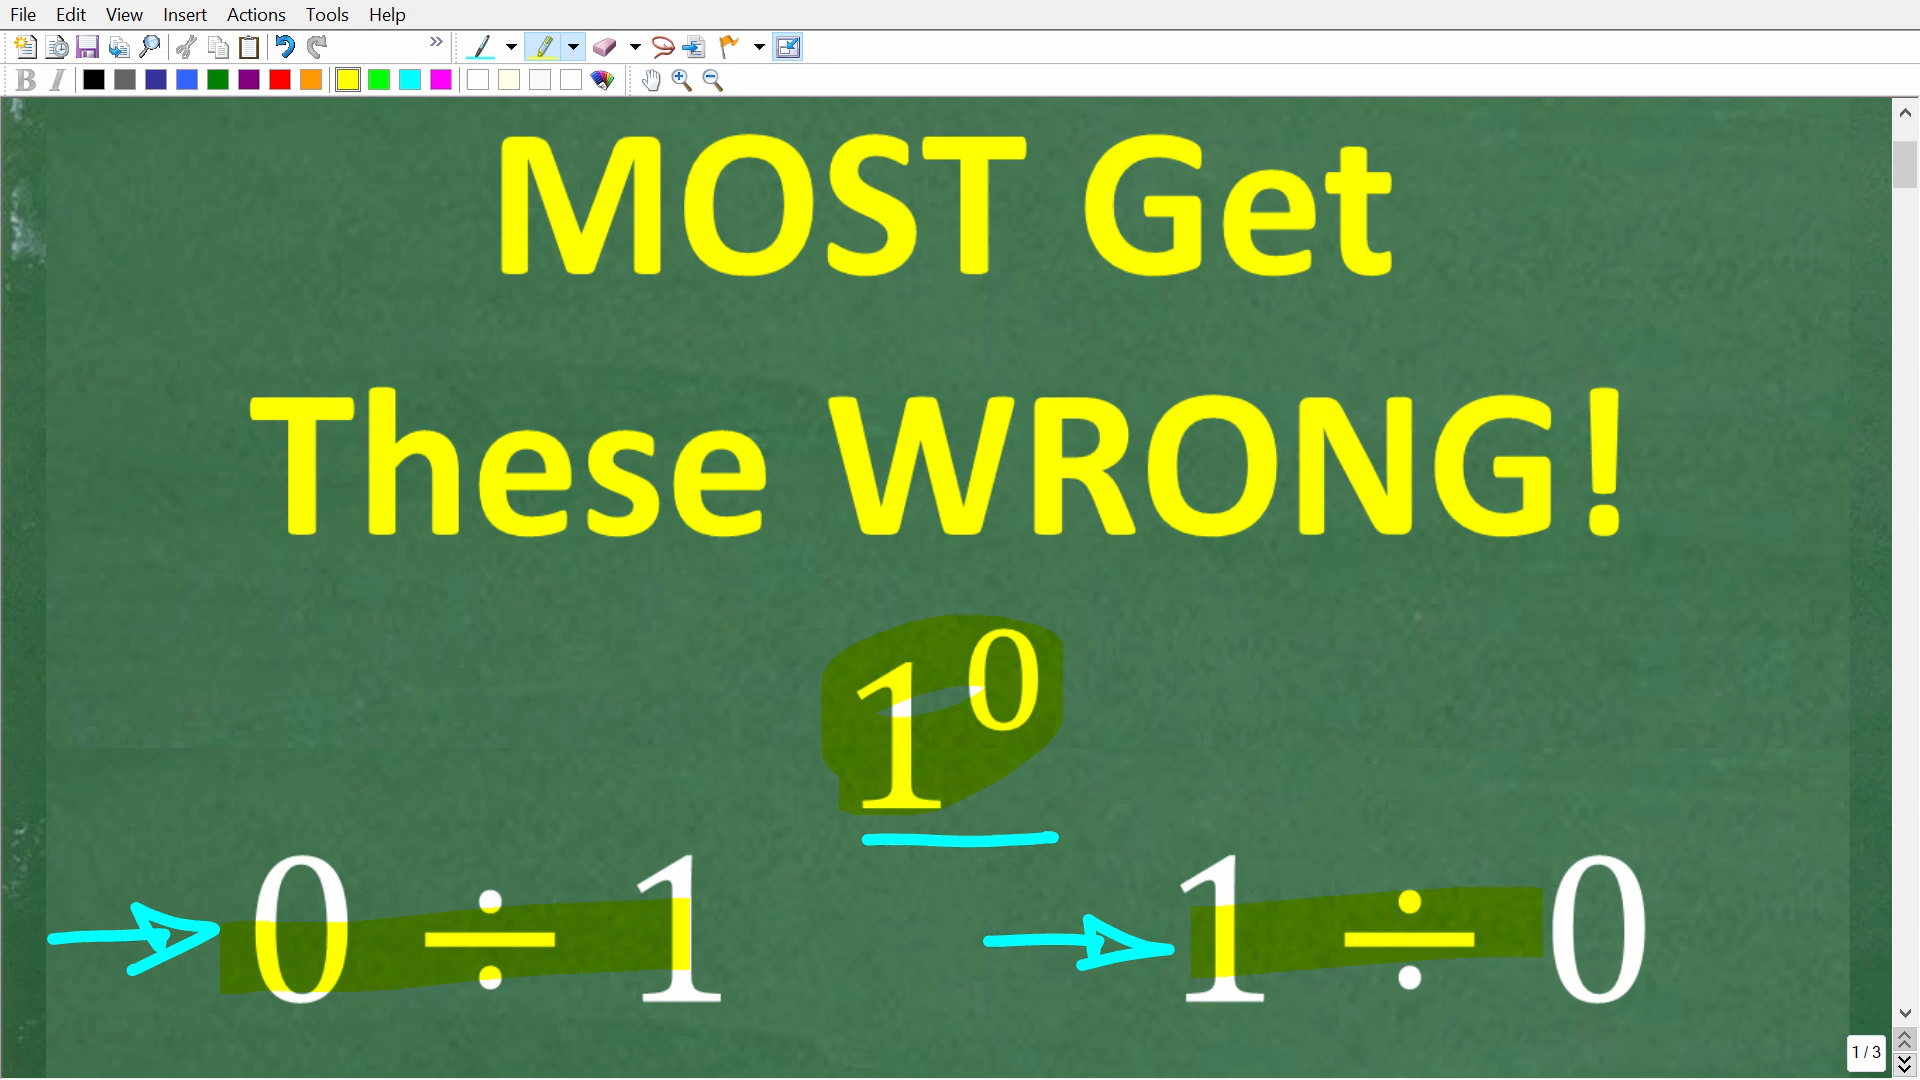 File Edit View Insert Actions Tools Help
B I
MOST Get
These WRONG!
1⁰
0 ÷ 1 1 ÷ 0
1 / 3